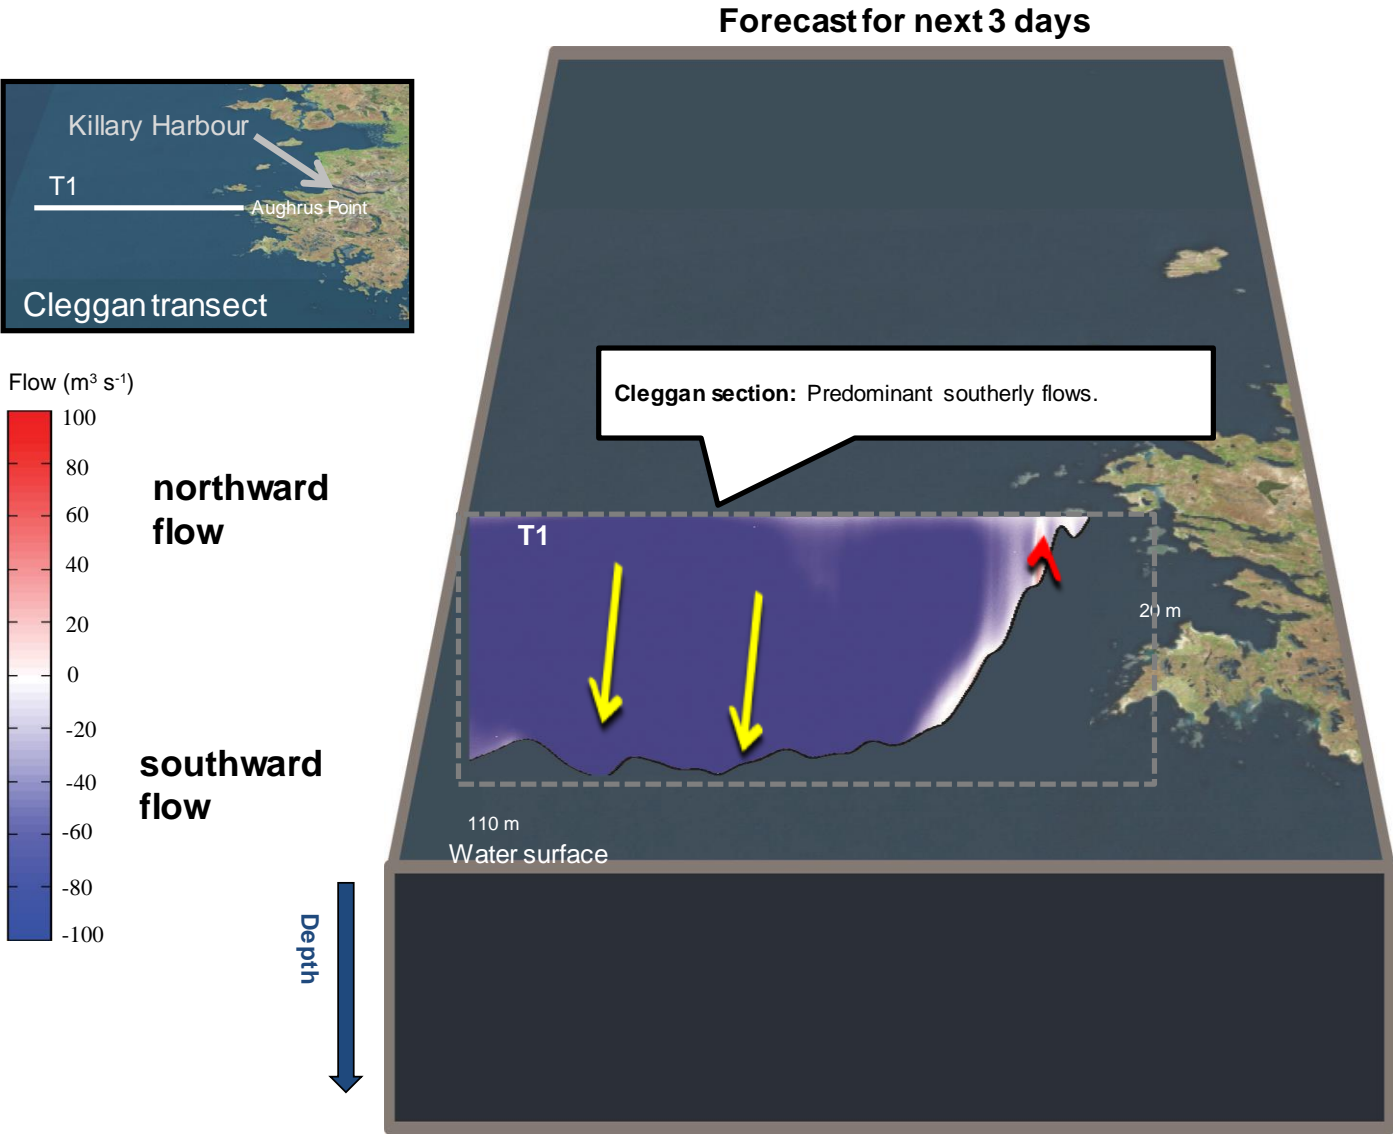 Forecast for next 3 days
Killary Harbour
T1
Aughrus Point
Cleggan transect
Flow (m³ s⁻¹)
100
80
60
40
20
0
-20
-40
-60
-80
-100
northward
flow
southward
flow
Cleggan section: Predominant southerly flows.
T1
20 m
110 m
Water surface
Depth